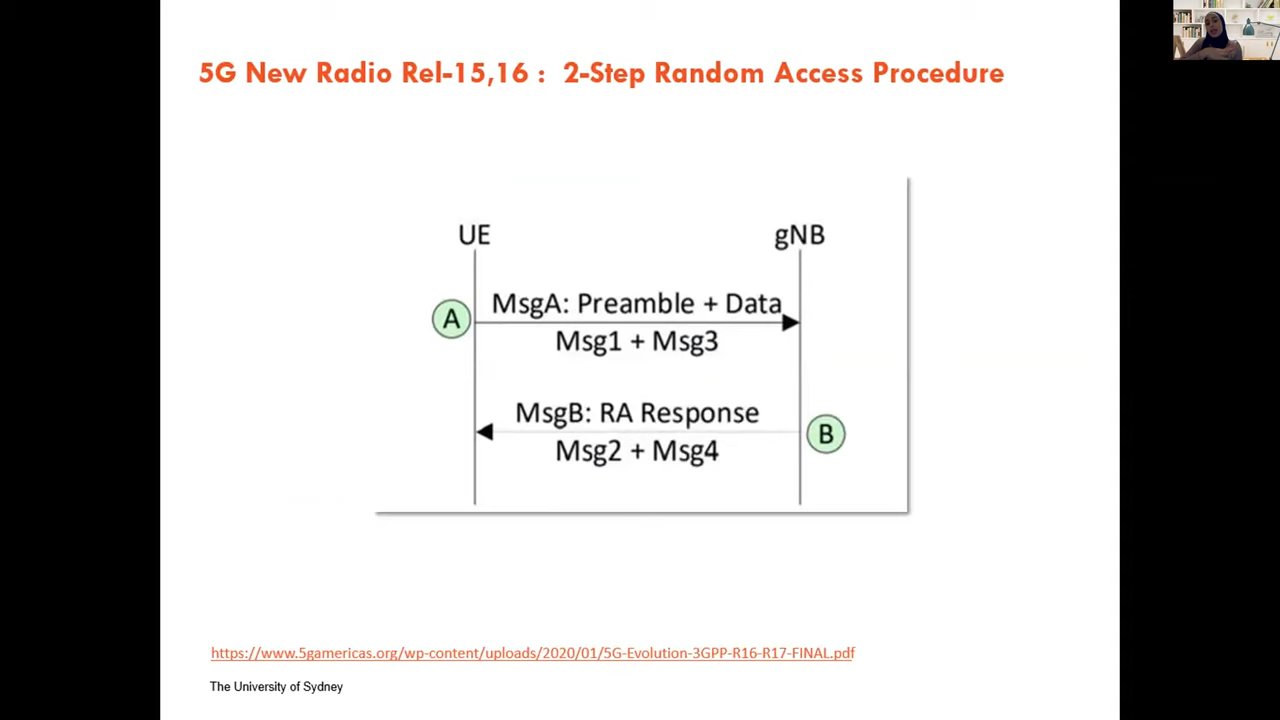 5G New Radio Rel-15,16 : 2-Step Random Access Procedure
UE
gNB
A
MsgA: Preamble + Data
Msg1 + Msg3
MsgB: RA Response
B
Msg2 + Msg4
https://www.5gamericas.org/wp-content/uploads/2020/01/5G-Evolution-3GPP-R16-R17-FINAL.pdf
The University of Sydney